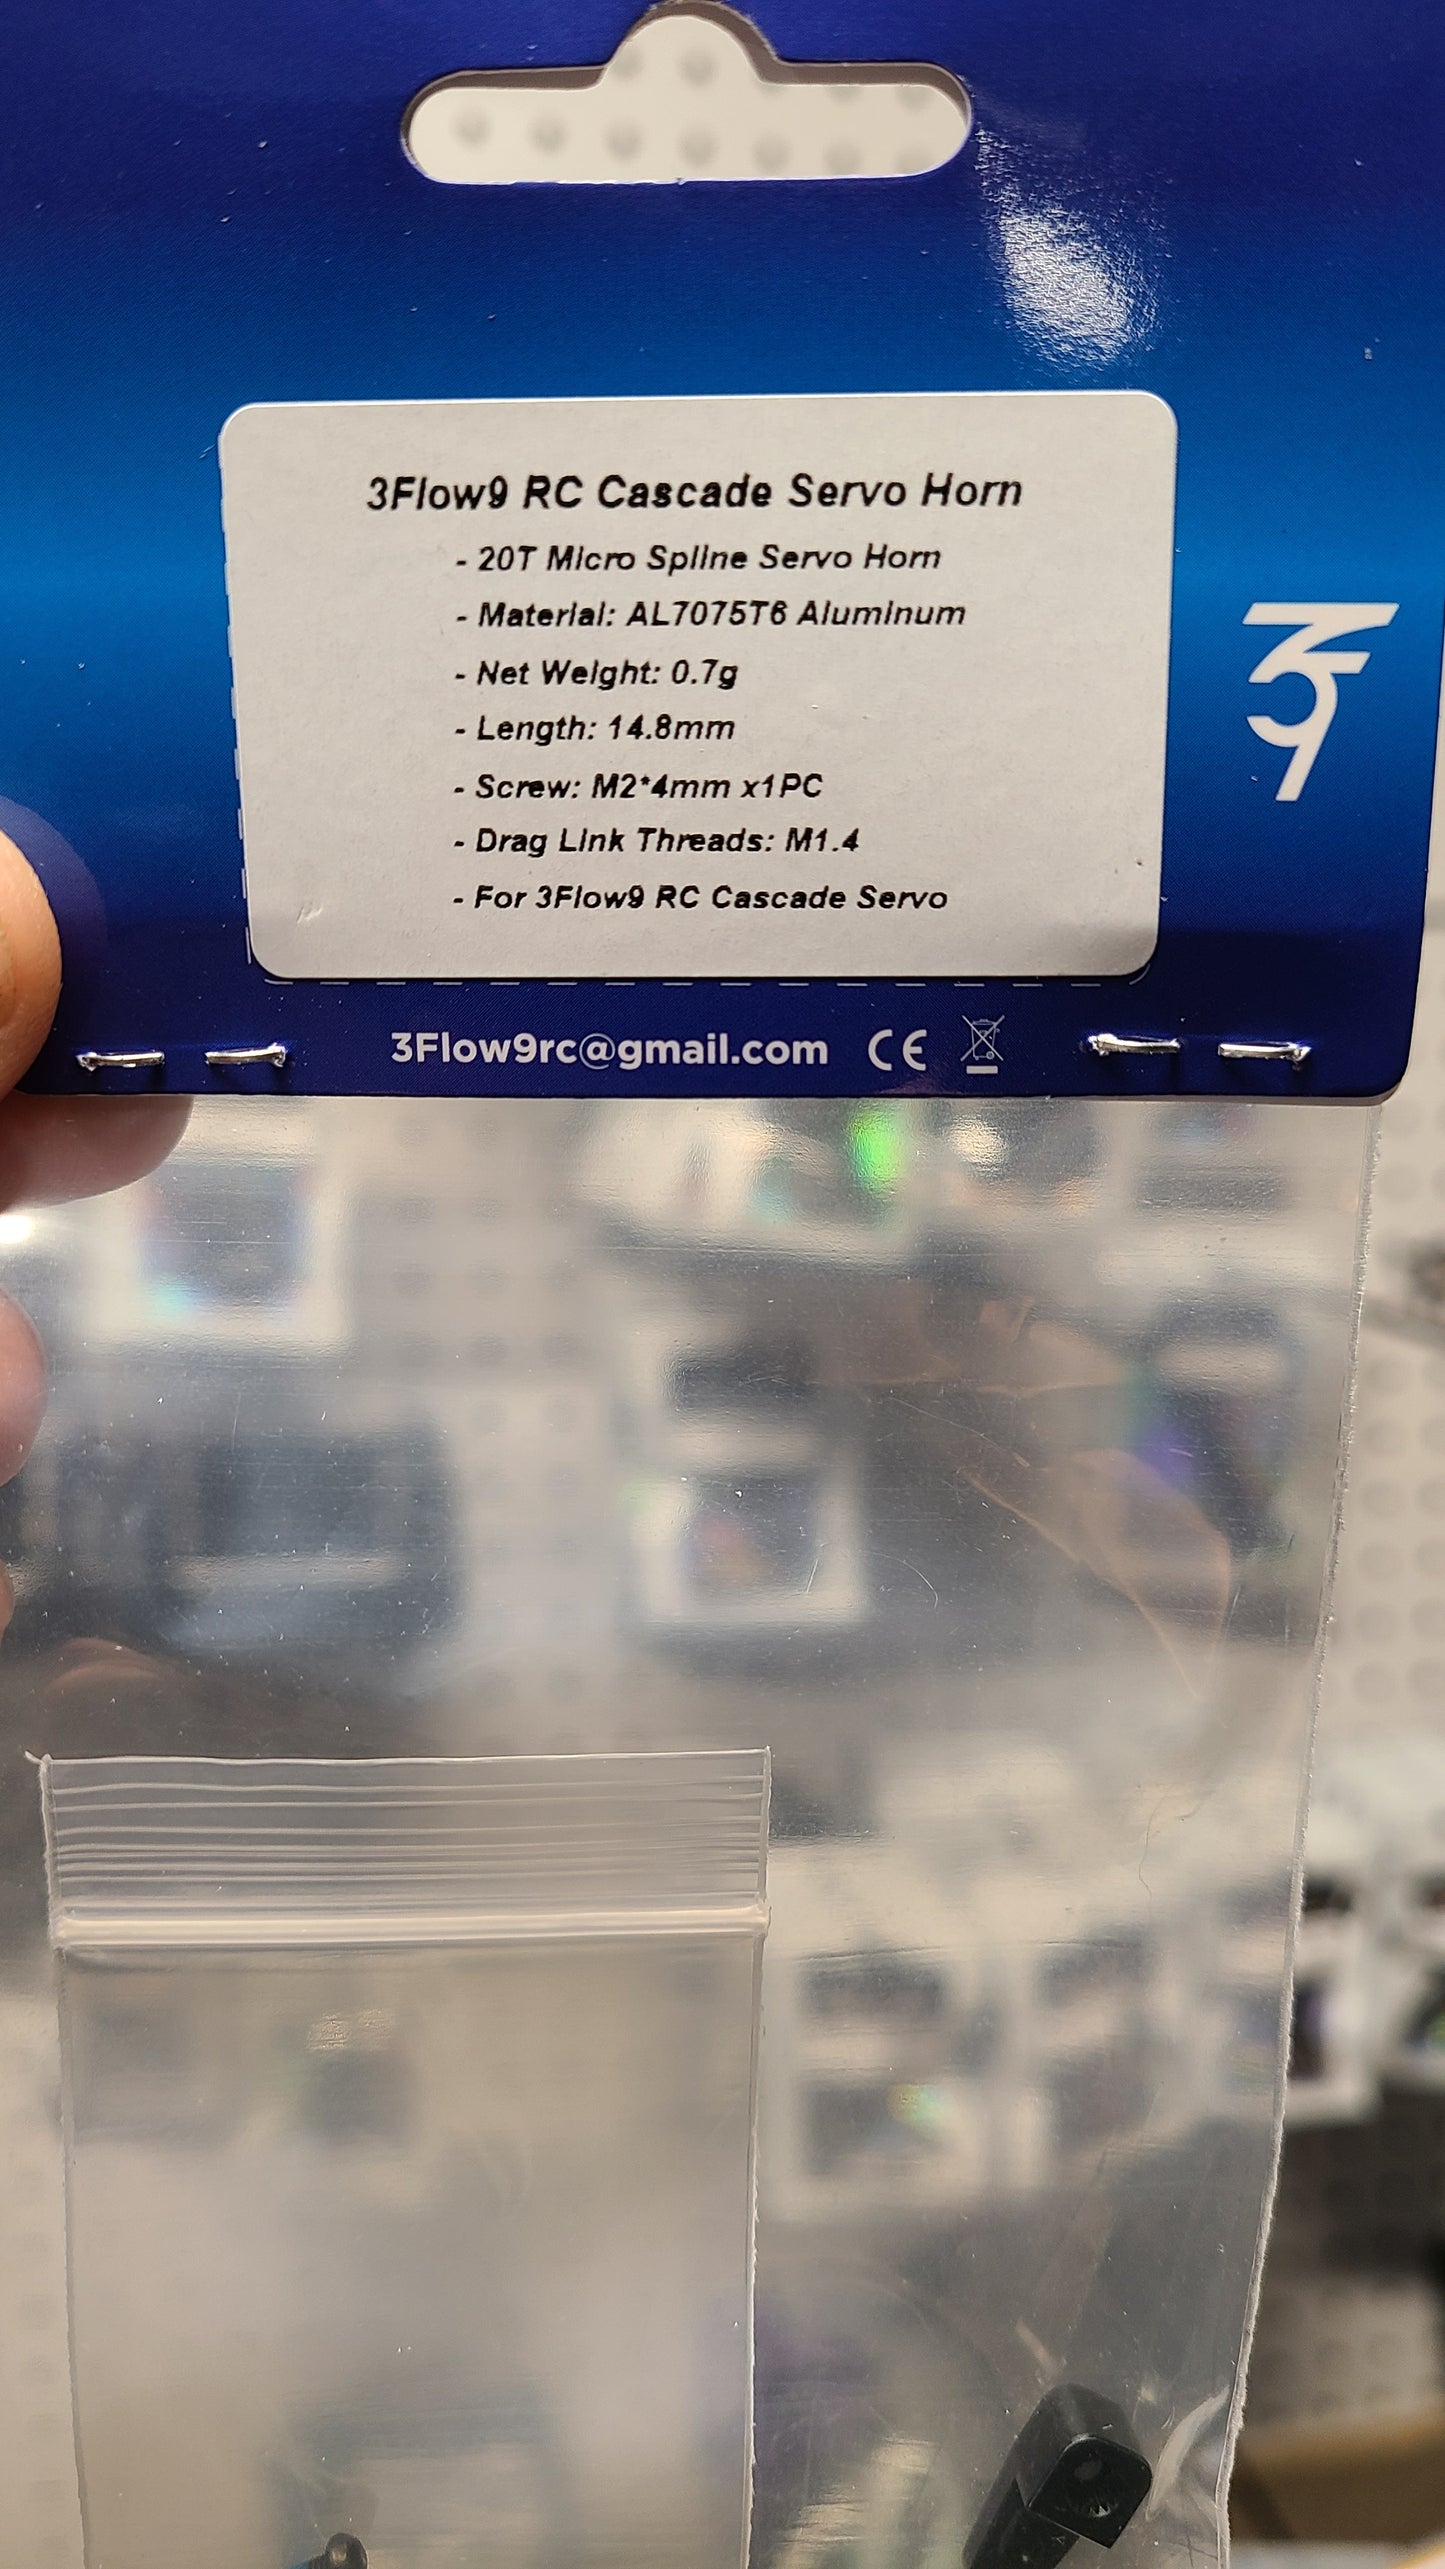 3Flow9 RC Cascade Servo Horn
- 20T Micro Spline Servo Horn
- Material: AL7075T6 Aluminum
- Net Weight: 0.7g
- Length: 14.8mm
- Screw: M2*4mm x1PC
- Drag Link Threads: M1.4
- For 3Flow9 RC Cascade Servo
3Flow9rc@gmail.com CE